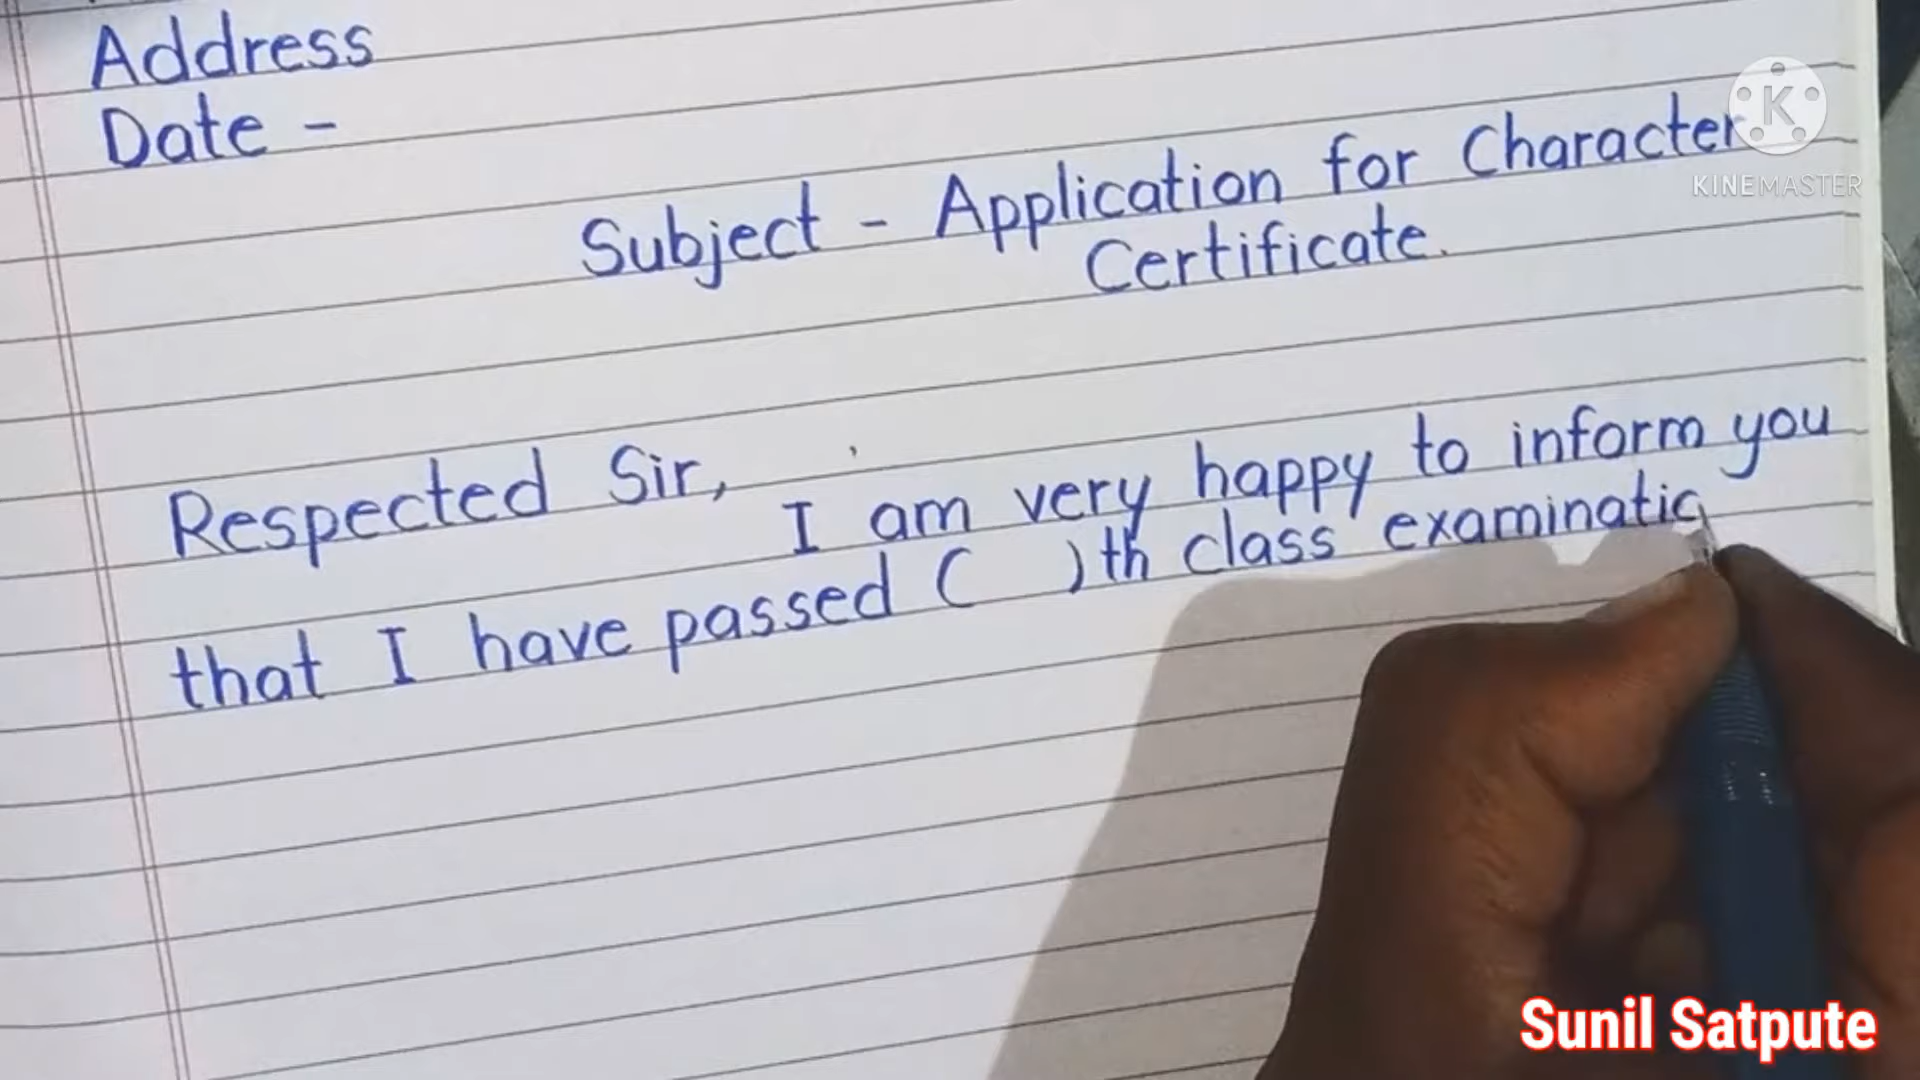 Address
Date -
Subject - Application for Character
Certificate.
Respected Sir,
I am very happy to inform you
that I have passed (    )th class examinatio
KINEMASTER
Sunil Satpute